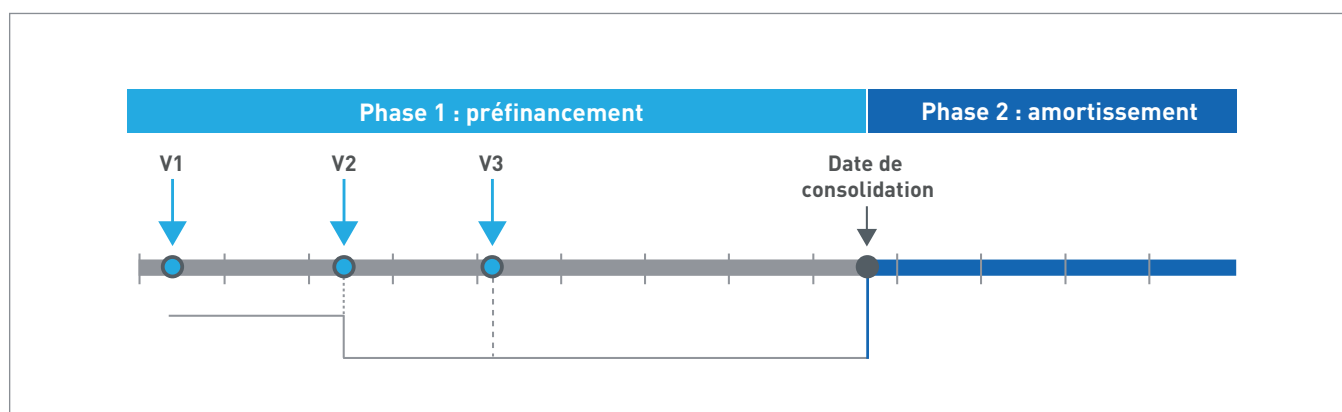 Phase 1 : préfinancement
Phase 2 : amortissement
V1
V2
V3
Date de
consolidation